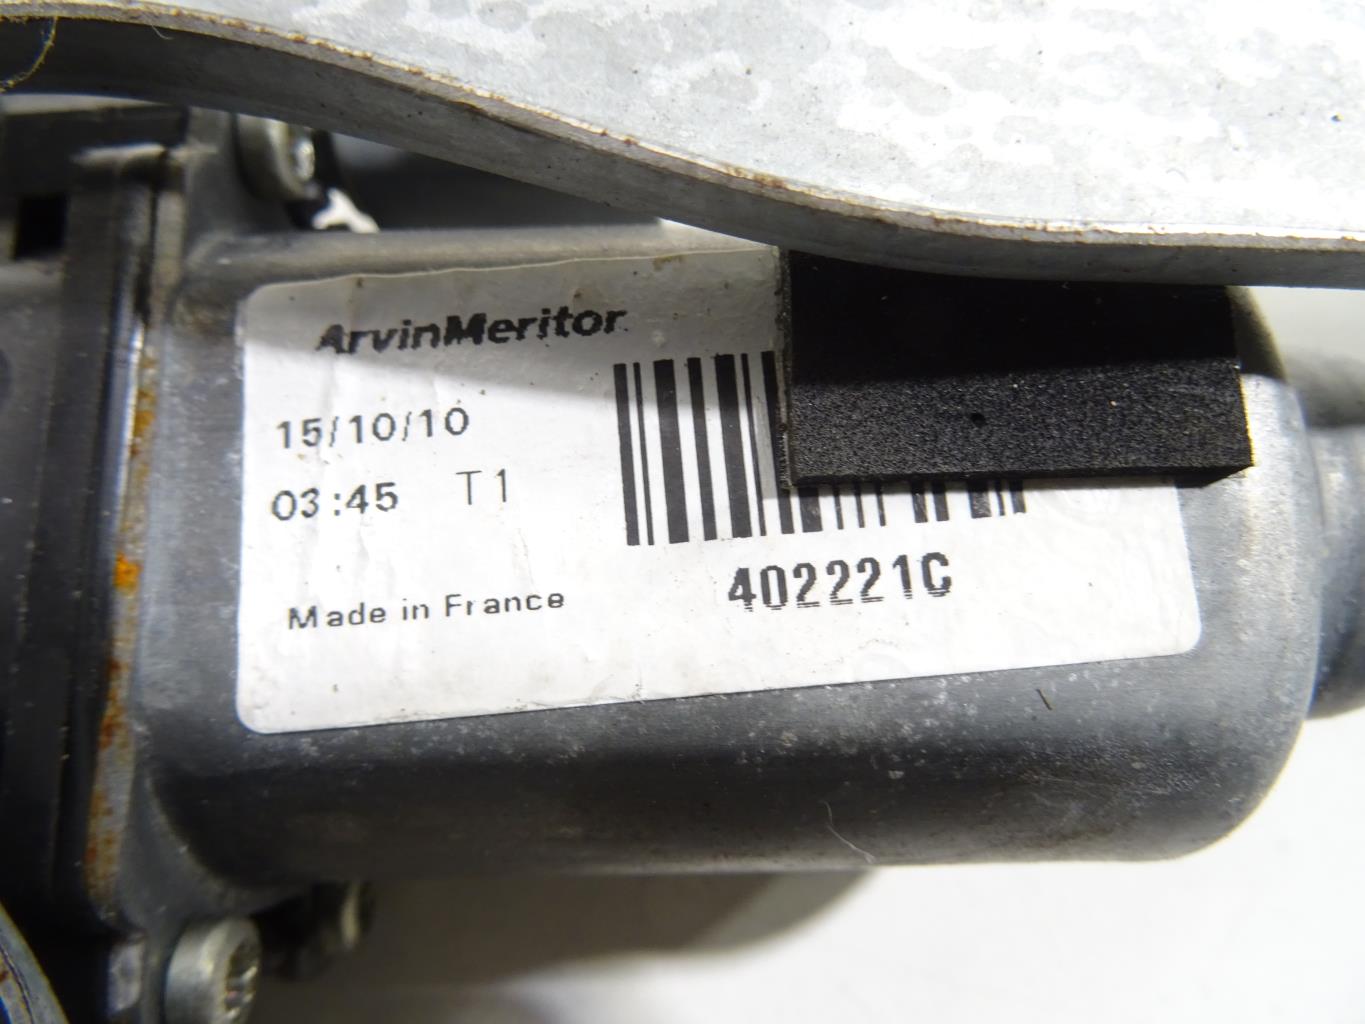 ArvinMeritor
15/10/10
03:45 T1
Made in France
402221C